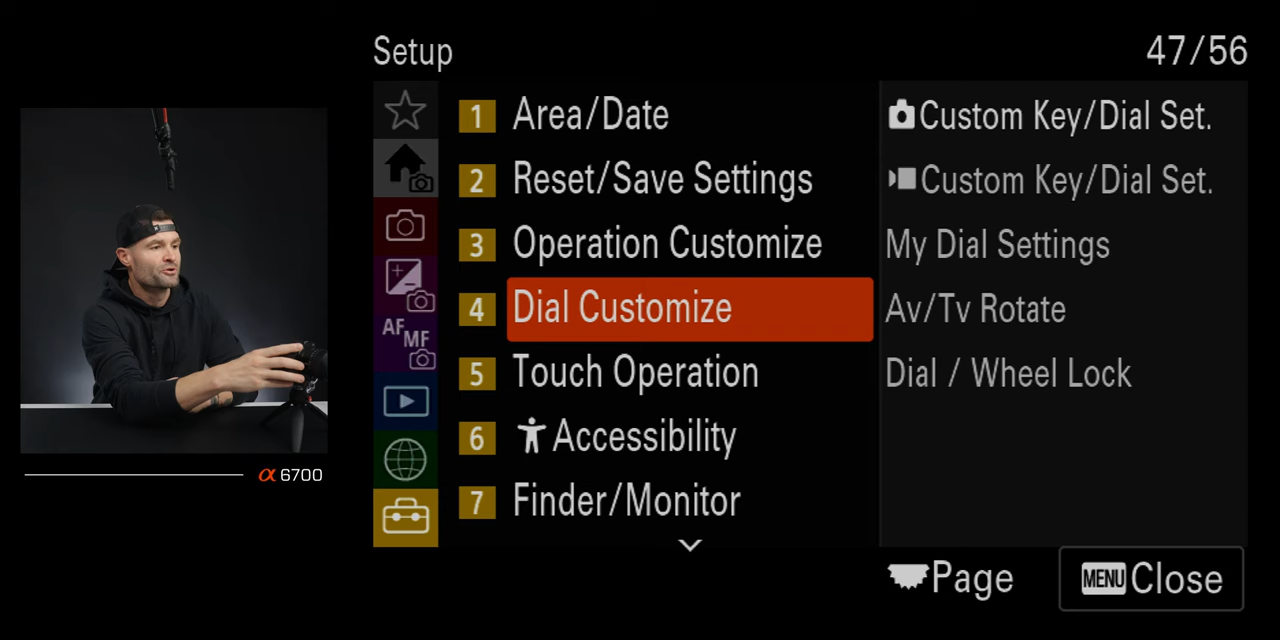 Setup
47/56
1 Area/Date
2 Reset/Save Settings
3 Operation Customize
4 Dial Customize
5 Touch Operation
6 Accessibility
7 Finder/Monitor
AF MF
Custom Key/Dial Set.
Custom Key/Dial Set.
My Dial Settings
Av/Tv Rotate
Dial / Wheel Lock
α 6700
Page
MENU Close